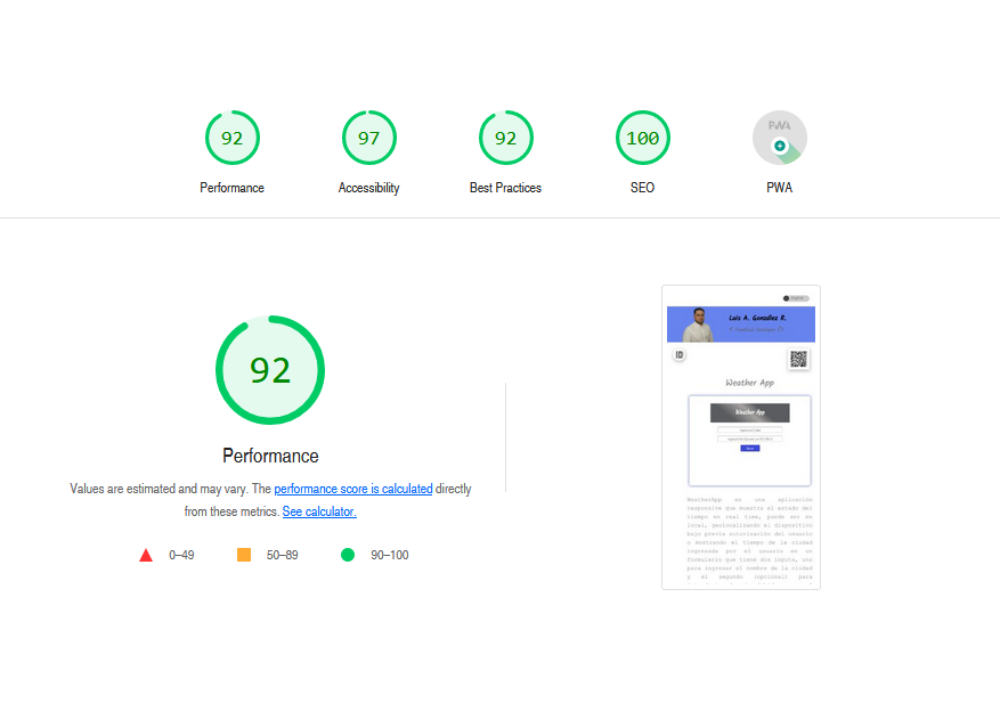 92
97
92
100
PWA
Performance
Accessibility
Best Practices
SEO
PWA
92
Performance
Values are estimated and may vary. The performance score is calculated directly
from these metrics. See calculator.
0–49
50–89
90–100
Luis A. González R.
ID
Weather App
Weather App
WeatherApp es una aplicación
responsive que muestra el estado del
tiempo en real time, puede ser en
local, geolocalizando el dispositivo
bajo previa autorización del usuario
o mostrando el tiempo de la ciudad
ingresada por el usuario en un
formulario que tiene dos inputs, uno
para ingresar el nombre de la ciudad
y el segundo (opcional) para